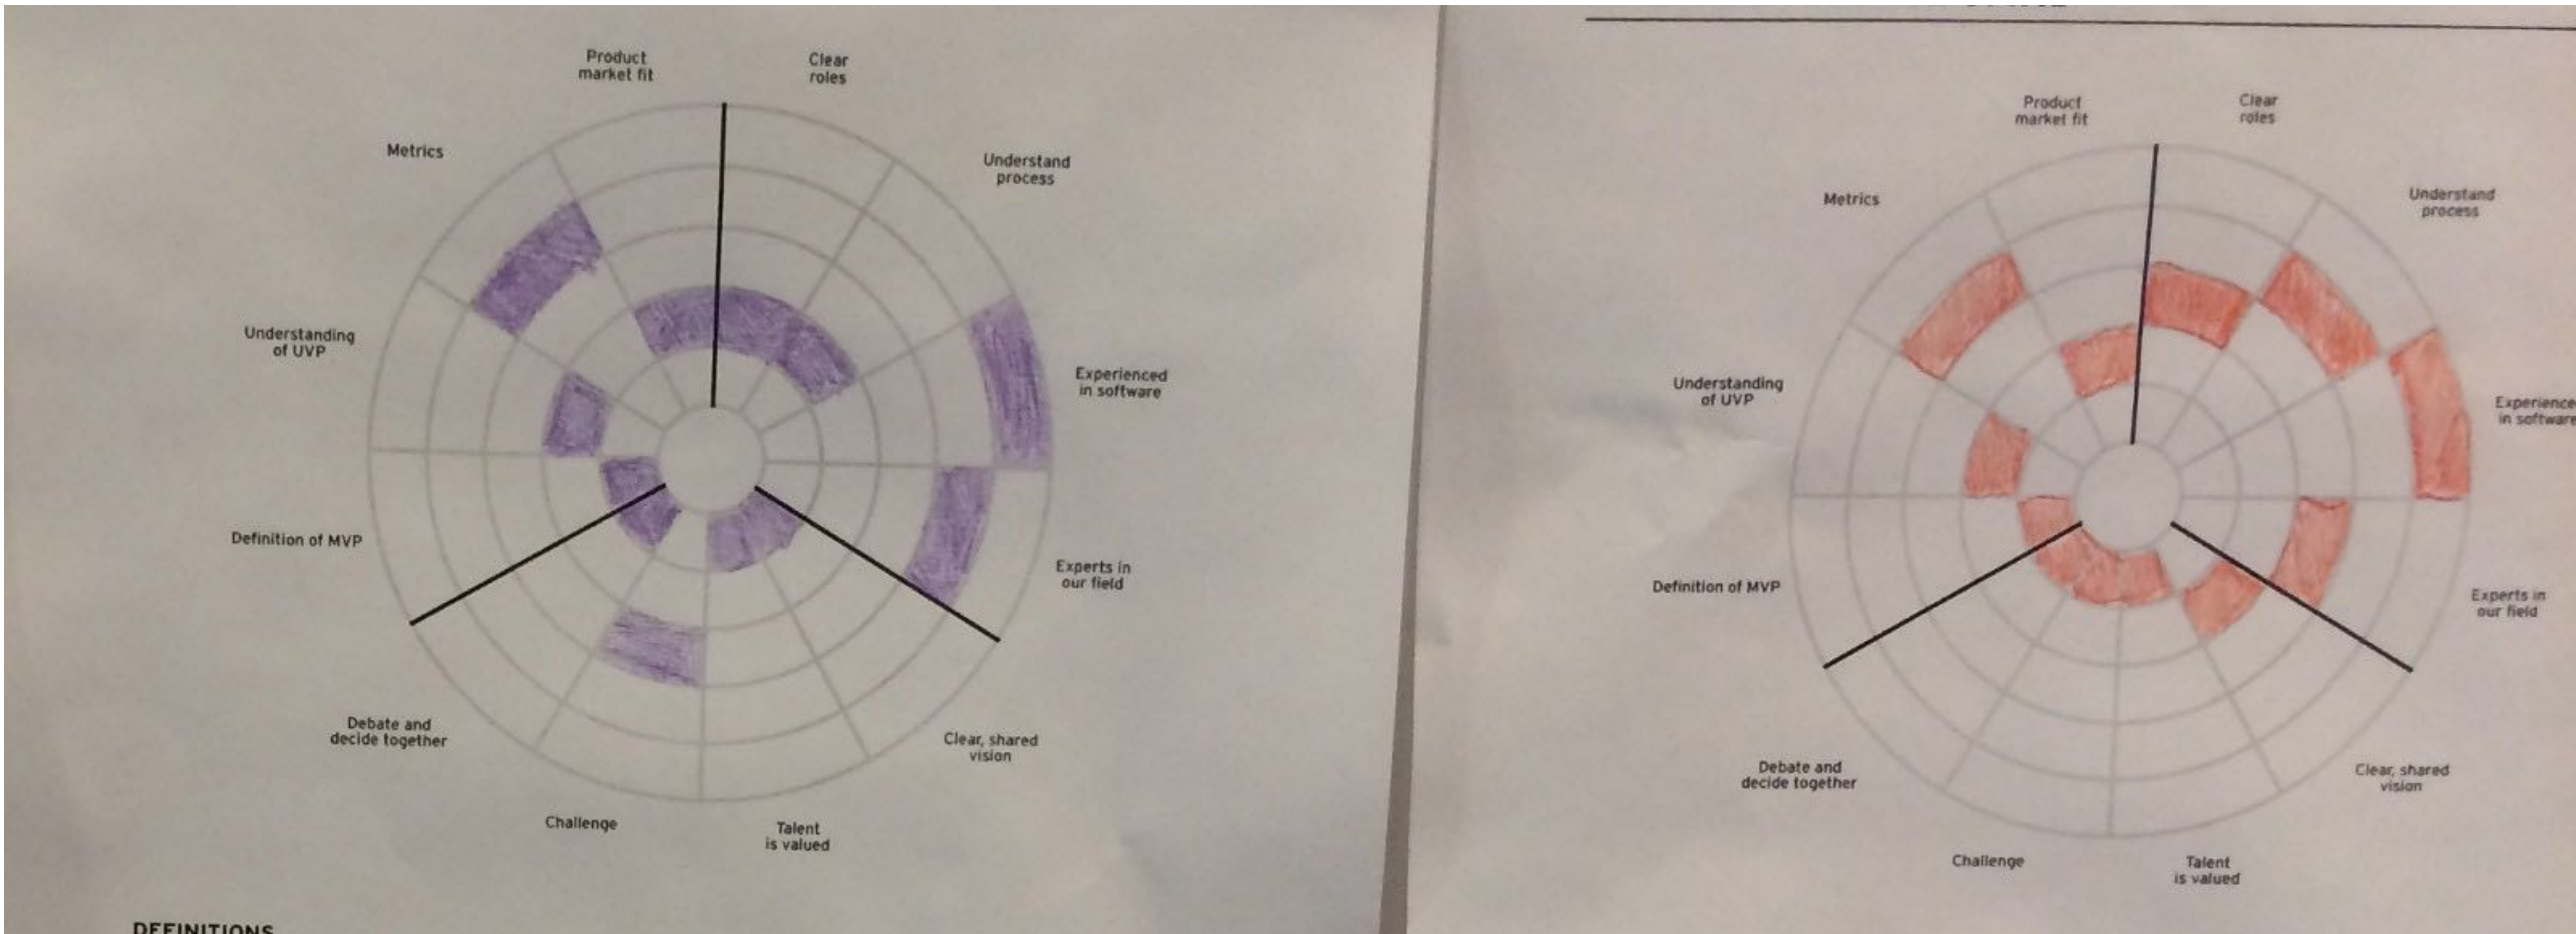 Product
market fit
Clear
roles
Metrics
Understand
process
Understanding
of UVP
Experienced
in software
Definition of MVP
Experts in
our field
Debate and
decide together
Clear, shared
vision
Challenge
Talent
is valued
DEFINITIONS
Product
market fit
Clear
roles
Metrics
Understand
process
Understanding
of UVP
Experience
in software
Definition of MVP
Experts in
our field
Debate and
decide together
Clear, shared
vision
Challenge
Talent
is valued